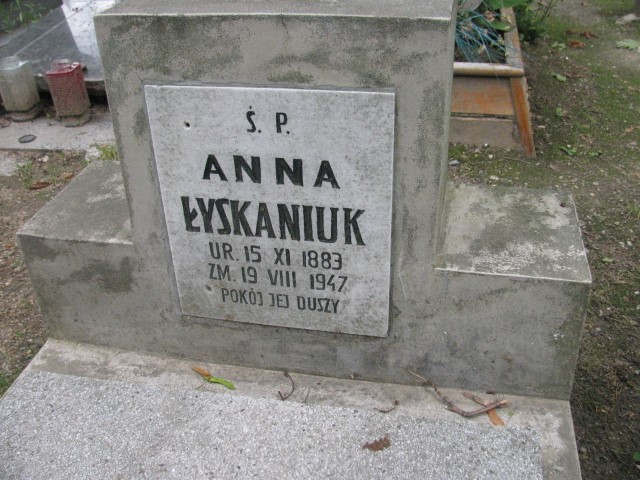 Ś. P.
ANNA
ŁYSKANIUK
UR. 15 XI 1883
ZM. 19 VIII 1947
POKÓJ JEJ DUSZY